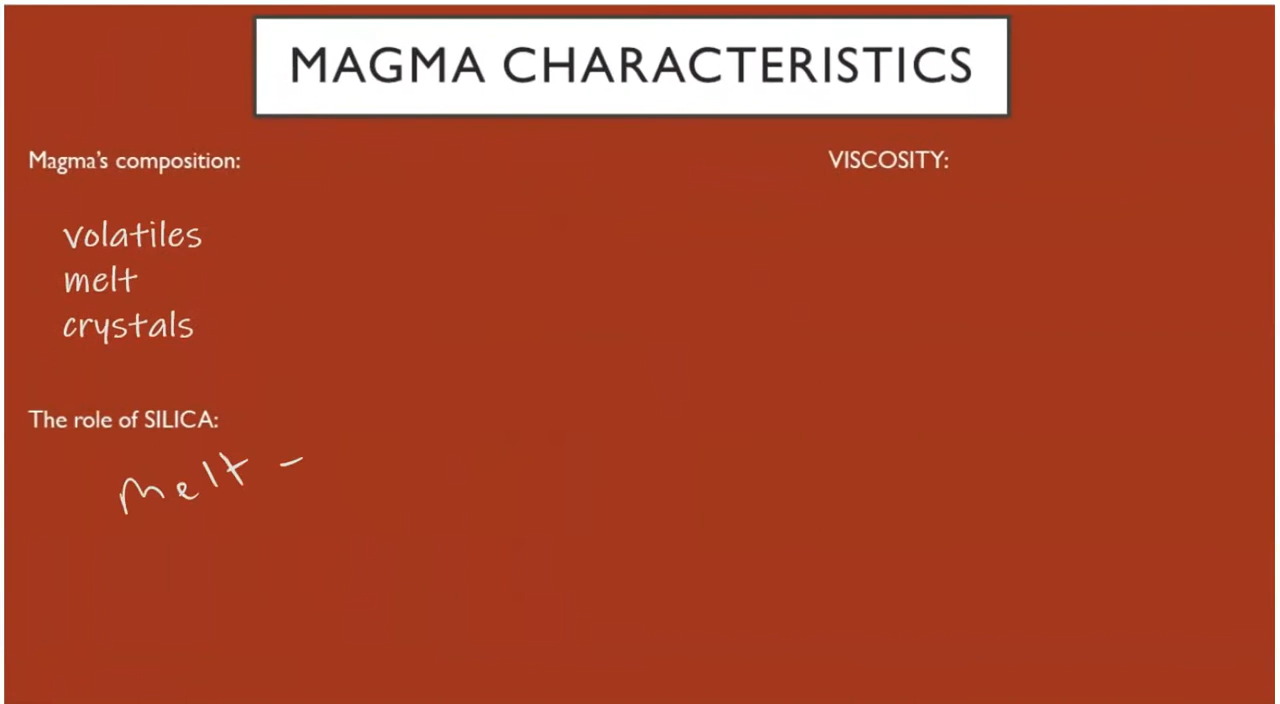 MAGMA CHARACTERISTICS
Magma's composition:
volatiles
melt
crystals
The role of SILICA:
Melt -
VISCOSITY: